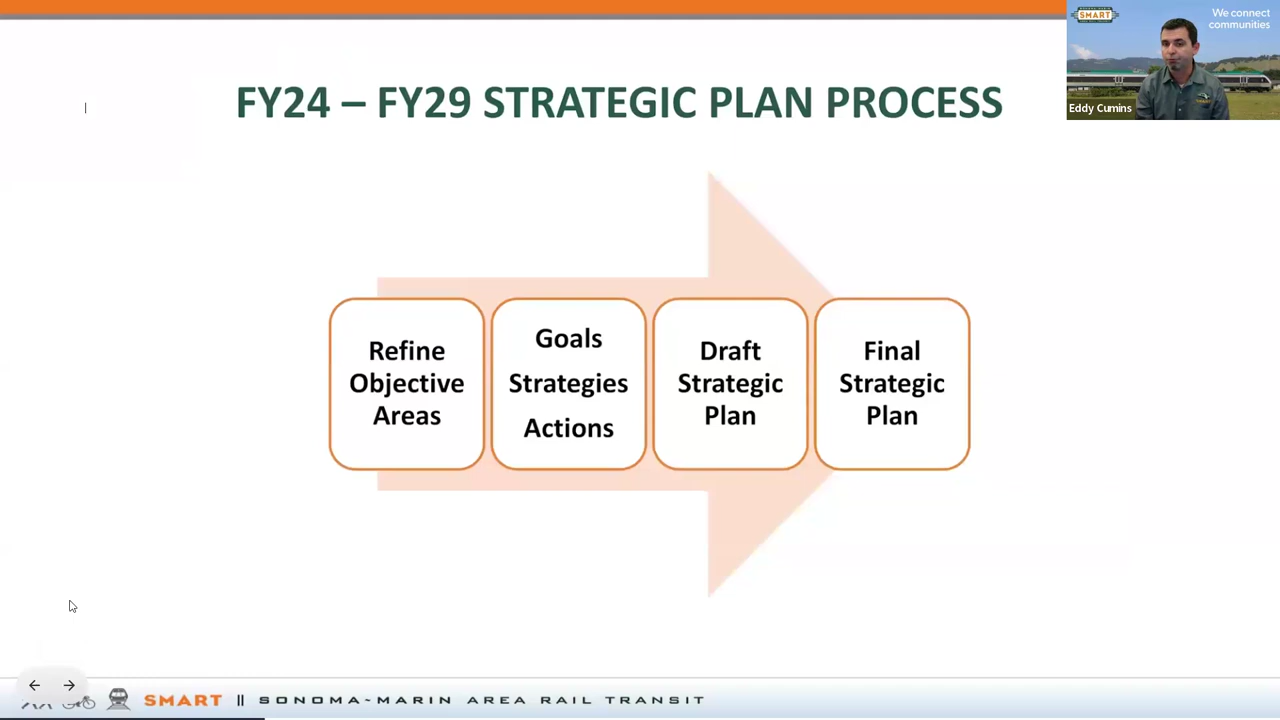 FY24 – FY29 STRATEGIC PLAN PROCESS
SMART
We connect
communities
Eddy Cumins
Refine
Objective
Areas
Goals
Strategies
Actions
Draft
Strategic
Plan
Final
Strategic
Plan
SMART || SONOMA-MARIN AREA RAIL TRANSIT